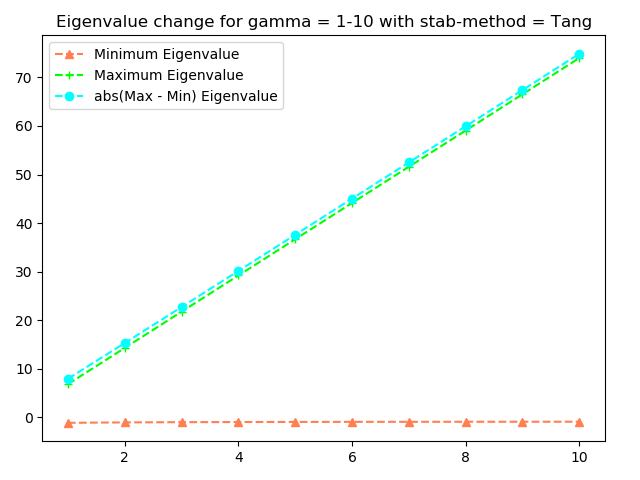 Eigenvalue change for gamma = 1-10 with stab-method = Tang
Minimum Eigenvalue
Maximum Eigenvalue
abs(Max - Min) Eigenvalue
70
60
50
40
30
20
10
0
2 4 6 8 10